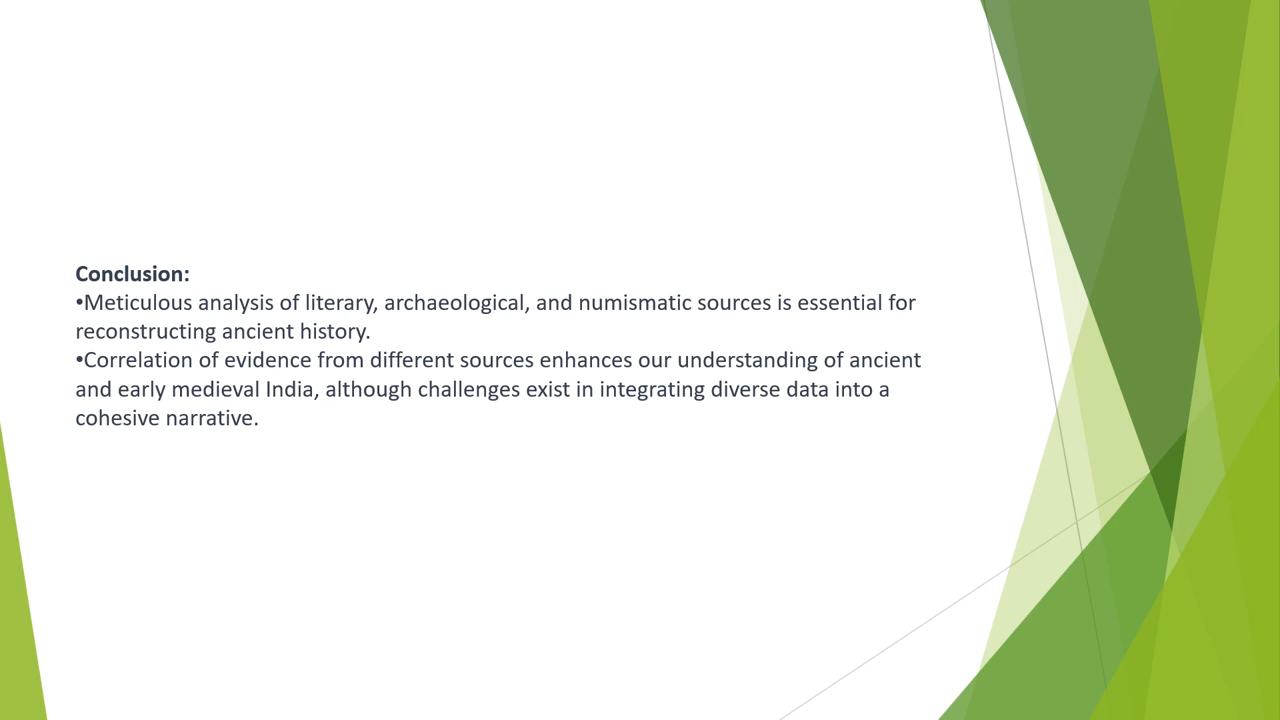 Conclusion:
•Meticulous analysis of literary, archaeological, and numismatic sources is essential for
reconstructing ancient history.
•Correlation of evidence from different sources enhances our understanding of ancient
and early medieval India, although challenges exist in integrating diverse data into a
cohesive narrative.